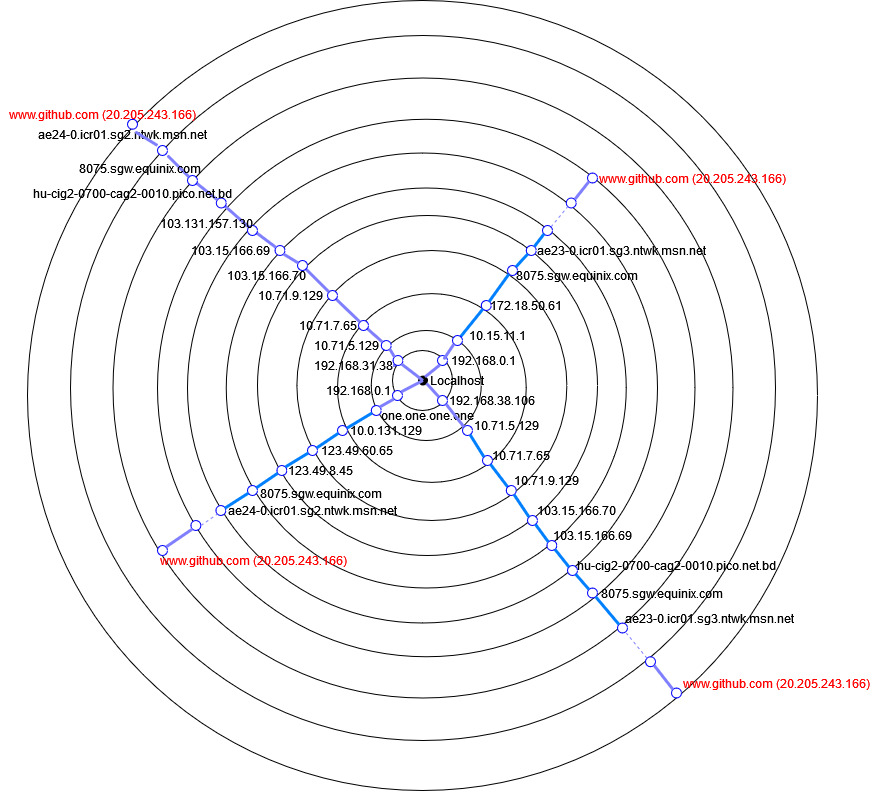 www.github.com (20.205.243.166)
ae24-0.icr01.sg2.ntwk.msn.net
8075.sgw.equinix.com
hu-cig2-0700-cag2-0010.pico.net.bd
103.131.157.130
103.15.166.69
103.15.166.70
10.71.9.129
10.71.7.65
10.71.5.129
192.168.31.38
www.github.com (20.205.243.166)
ae23-0.icr01.sg3.ntwk.msn.net
8075.sgw.equinix.com
172.18.50.61
10.15.11.1
192.168.0.1
Localhost
192.168.0.1
one.one.one.one
10.0.131.129
123.49.60.65
123.49.8.45
8075.sgw.equinix.com
ae24-0.icr01.sg2.ntwk.msn.net
www.github.com (20.205.243.166)
192.168.38.106
10.71.5.129
10.71.7.65
10.71.9.129
103.15.166.70
103.15.166.69
hu-cig2-0700-cag2-0010.pico.net.bd
8075.sgw.equinix.com
ae23-0.icr01.sg3.ntwk.msn.net
www.github.com (20.205.243.166)